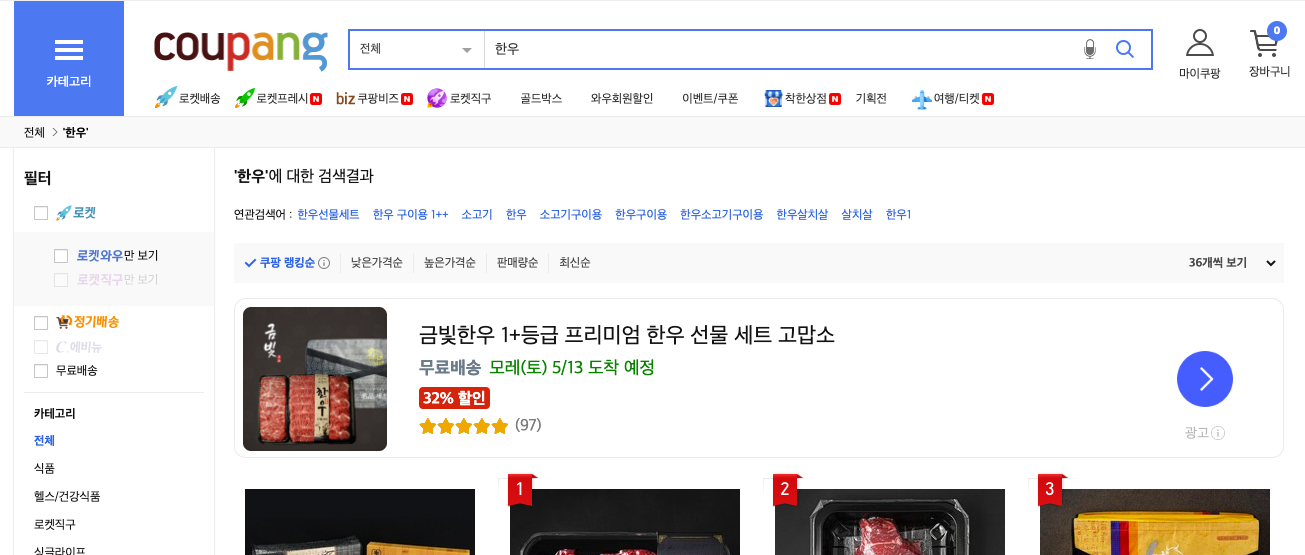 카테고리
coupang
전체
한우
마이쿠팡
0
장바구니
로켓배송
로켓프레시 N
biz 쿠팡비즈 N
로켓직구
골드박스
와우회원할인
이벤트/쿠폰
착한상점 N
기획전
여행/티켓 N
전체 > '한우'
필터
로켓
로켓와우만 보기
로켓직구만 보기
정기배송
C.에비뉴
무료배송
카테고리
전체
식품
헬스/건강식품
로켓직구
싱글라이프
'한우'에 대한 검색결과
연관검색어 : 한우선물세트 한우 구이용 1++ 소고기 한우 소고기구이용 한우구이용 한우소고기구이용 한우살치살 살치살 한우1
쿠팡 랭킹순 낮은가격순 높은가격순 판매량순 최신순
36개씩 보기
금빛
한우
금빛한우 1+등급 프리미엄 한우 선물 세트 고맙소
무료배송 모레(토) 5/13 도착 예정
32% 할인
(97)
광고
1
2
3